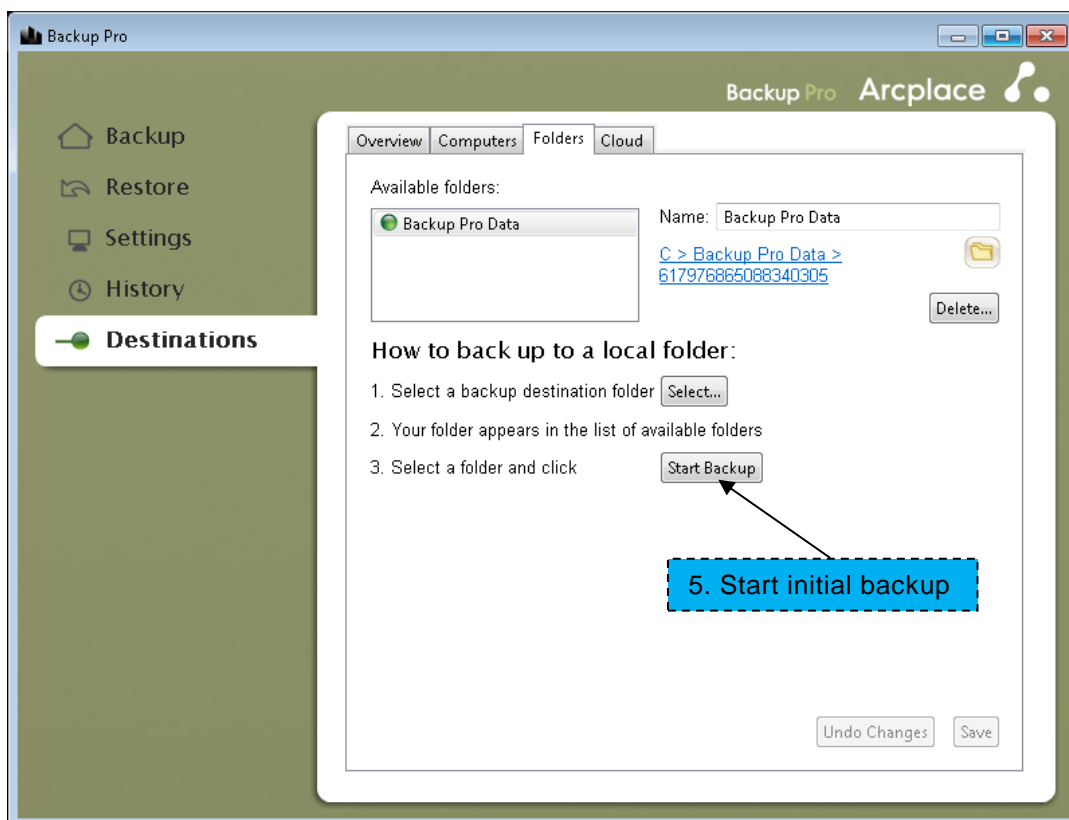 Backup Pro
Backup Pro Arcplace
Backup
Restore
Settings
History
Destinations
Overview Computers Folders Cloud
Available folders:
Backup Pro Data
Name: Backup Pro Data
C > Backup Pro Data >
617976865088340305
Delete...
How to back up to a local folder:
1. Select a backup destination folder Select...
2. Your folder appears in the list of available folders
3. Select a folder and click Start Backup
5. Start initial backup
Undo Changes Save